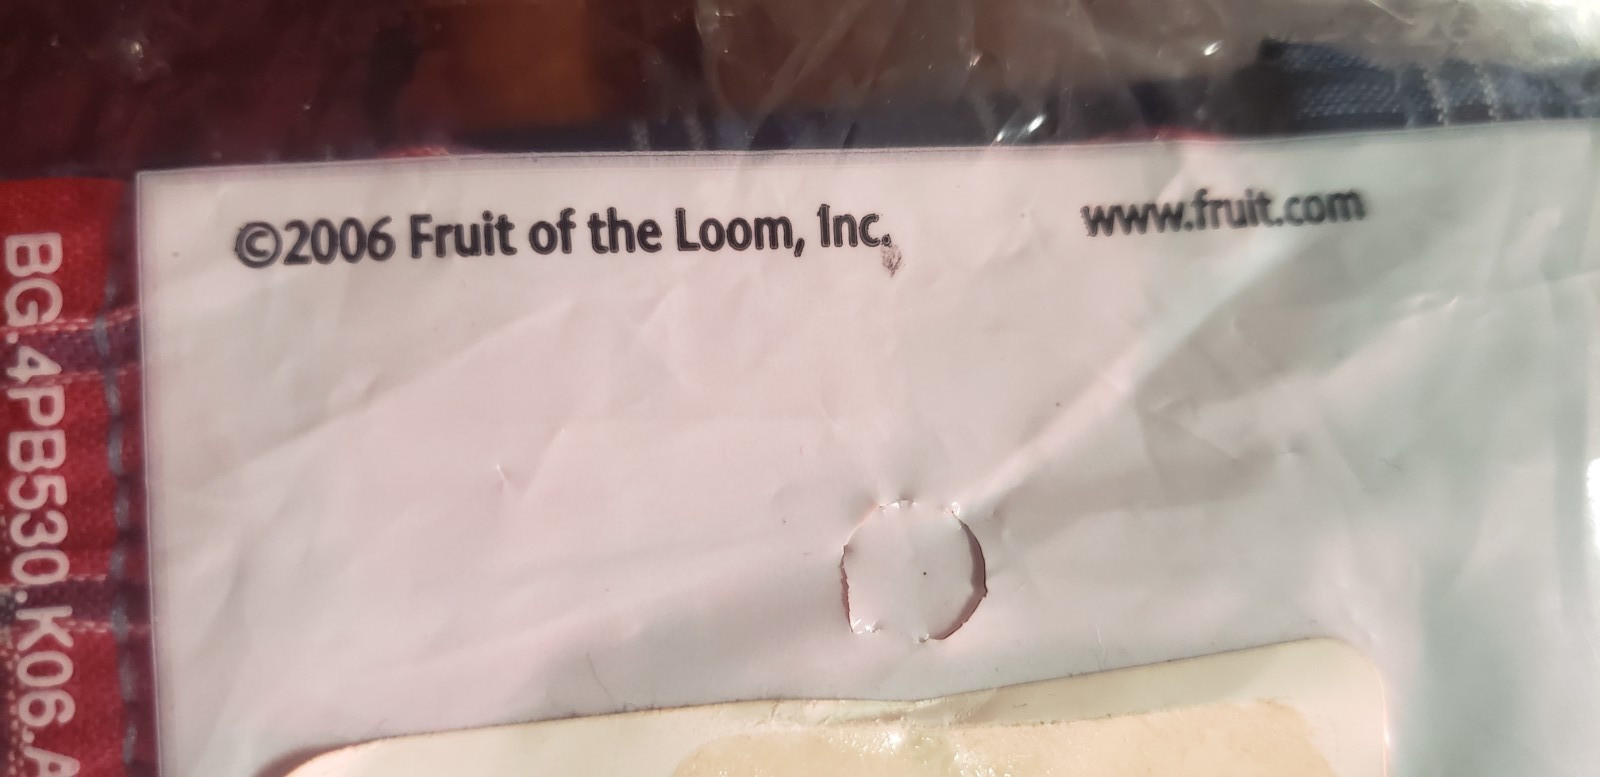 ©2006 Fruit of the Loom, Inc.
www.fruit.com
BG.4PB530.K06.A